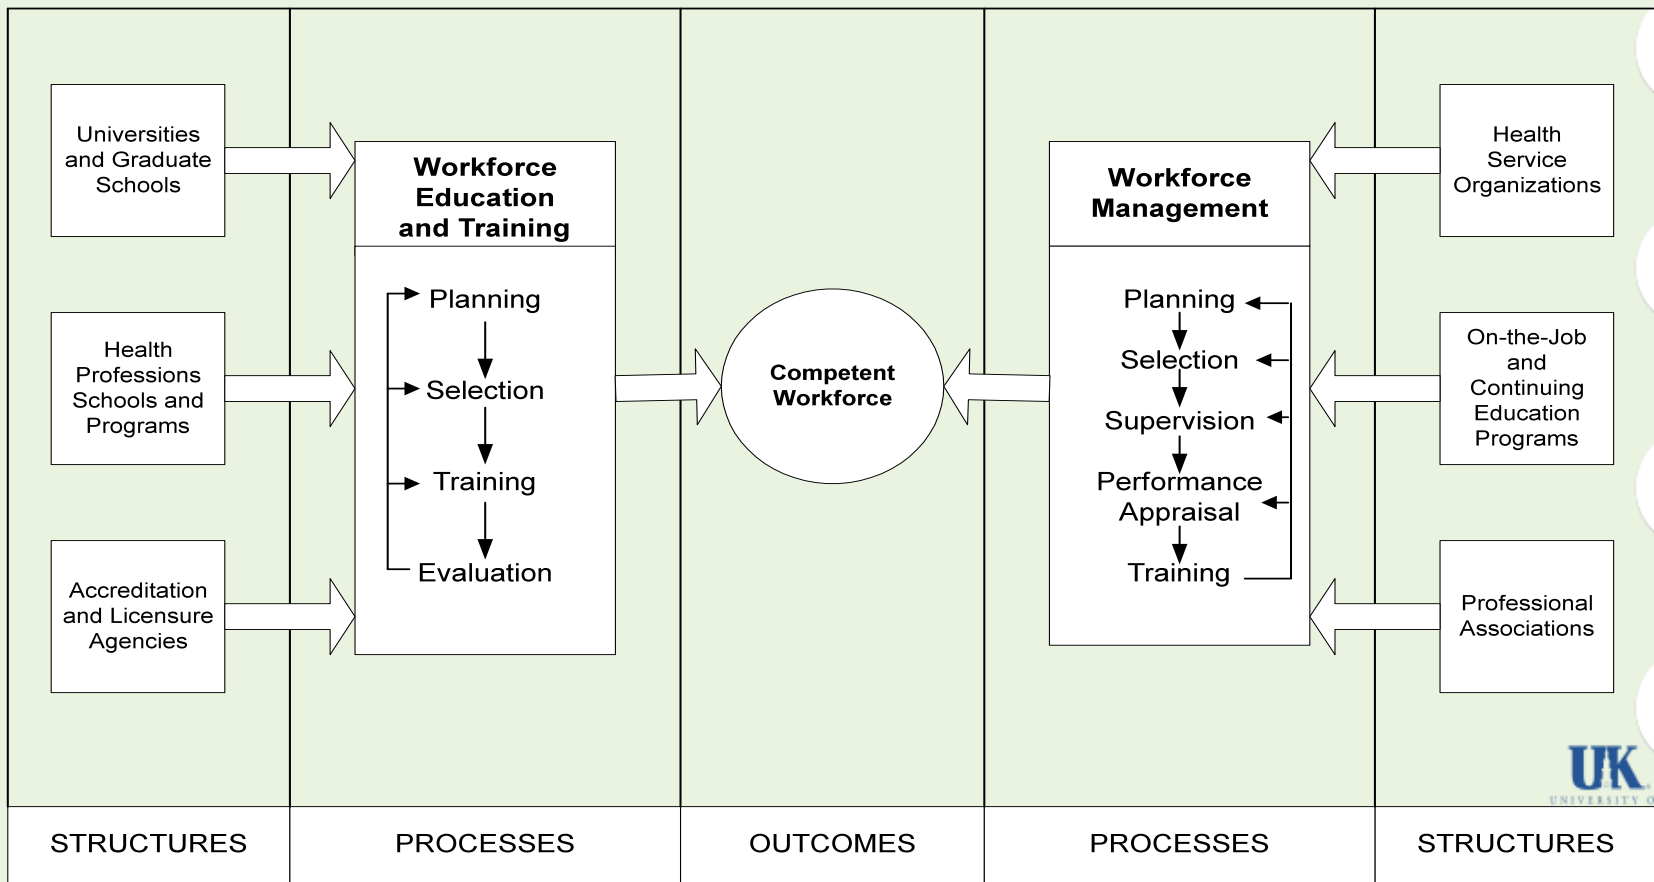 Universities
and Graduate
Schools
Health
Professions
Schools and
Programs
Accreditation
and Licensure
Agencies
Workforce
Education
and Training
Planning
Selection
Training
Evaluation
Competent
Workforce
Workforce
Management
Planning
Selection
Supervision
Performance
Appraisal
Training
Health
Service
Organizations
On-the-Job
and
Continuing
Education
Programs
Professional
Associations
UK
UNIVERSITY O
STRUCTURES
PROCESSES
OUTCOMES
PROCESSES
STRUCTURES